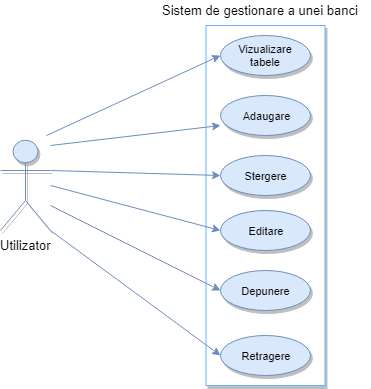 Sistem de gestionare a unei banci
Vizualizare
tabele
Adaugare
Stergere
Editare
Depunere
Retragere
Utilizator